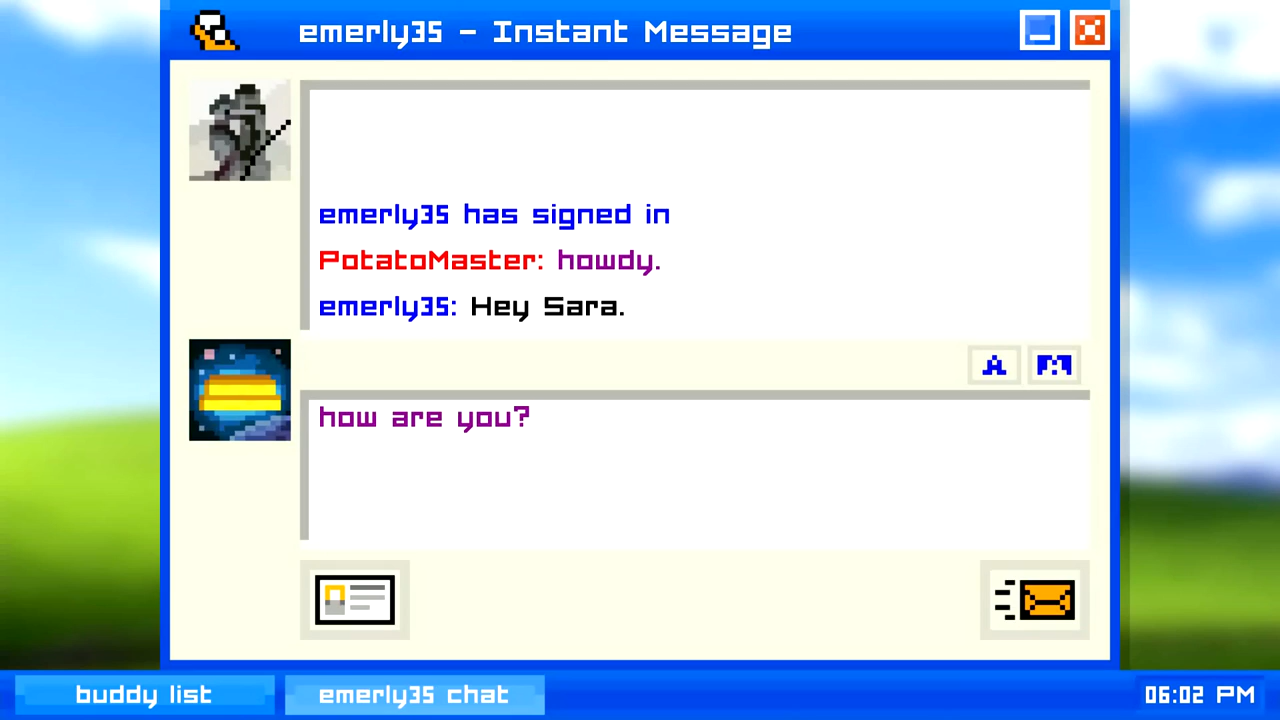 emerly35 - Instant Message
emerly35 has signed in
PotatoMaster: howdy.
emerly35: Hey Sara.
A
how are you?
buddy list
emerly35 chat
06:02 PM